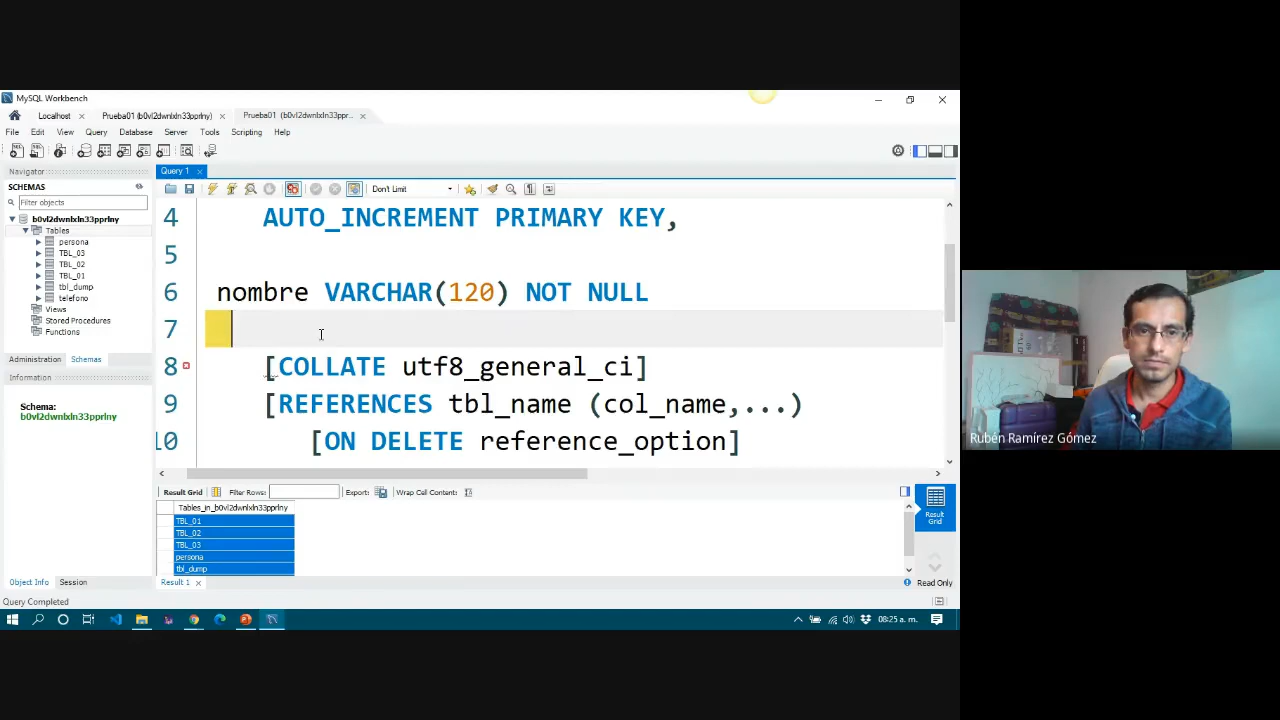 MySQL Workbench
Localhost
Prueba01 (b0vl2dwnlxln33pprlny)
Prueba01 (b0vl2dwnlxln33ppr...
File Edit View Query Database Server Tools Scripting Help
Navigator
SCHEMAS
Filter objects
b0vl2dwnlxln33pprlny
Tables
persona
TBL_03
TBL_02
TBL_01
tbl_dump
telefono
Views
Stored Procedures
Functions
Administration Schemas
Information
Schema:
b0vl2dwnlxln33pprlny
Object Info Session
Query Completed
Query 1
Don't Limit
4 AUTO_INCREMENT PRIMARY KEY,
5
6 nombre VARCHAR(120) NOT NULL
7
8 [COLLATE utf8_general_ci]
9 [REFERENCES tbl_name (col_name,...)
10 [ON DELETE reference_option]
Result Grid Filter Rows: Export: Wrap Cell Content:
Tables_in_b0vl2dwnlxln33pprlny
TBL_01
TBL_02
TBL_03
persona
tbl_dump
Result 1
Result
Grid
Read Only
08:25 a. m.
Rubén Ramírez Gómez